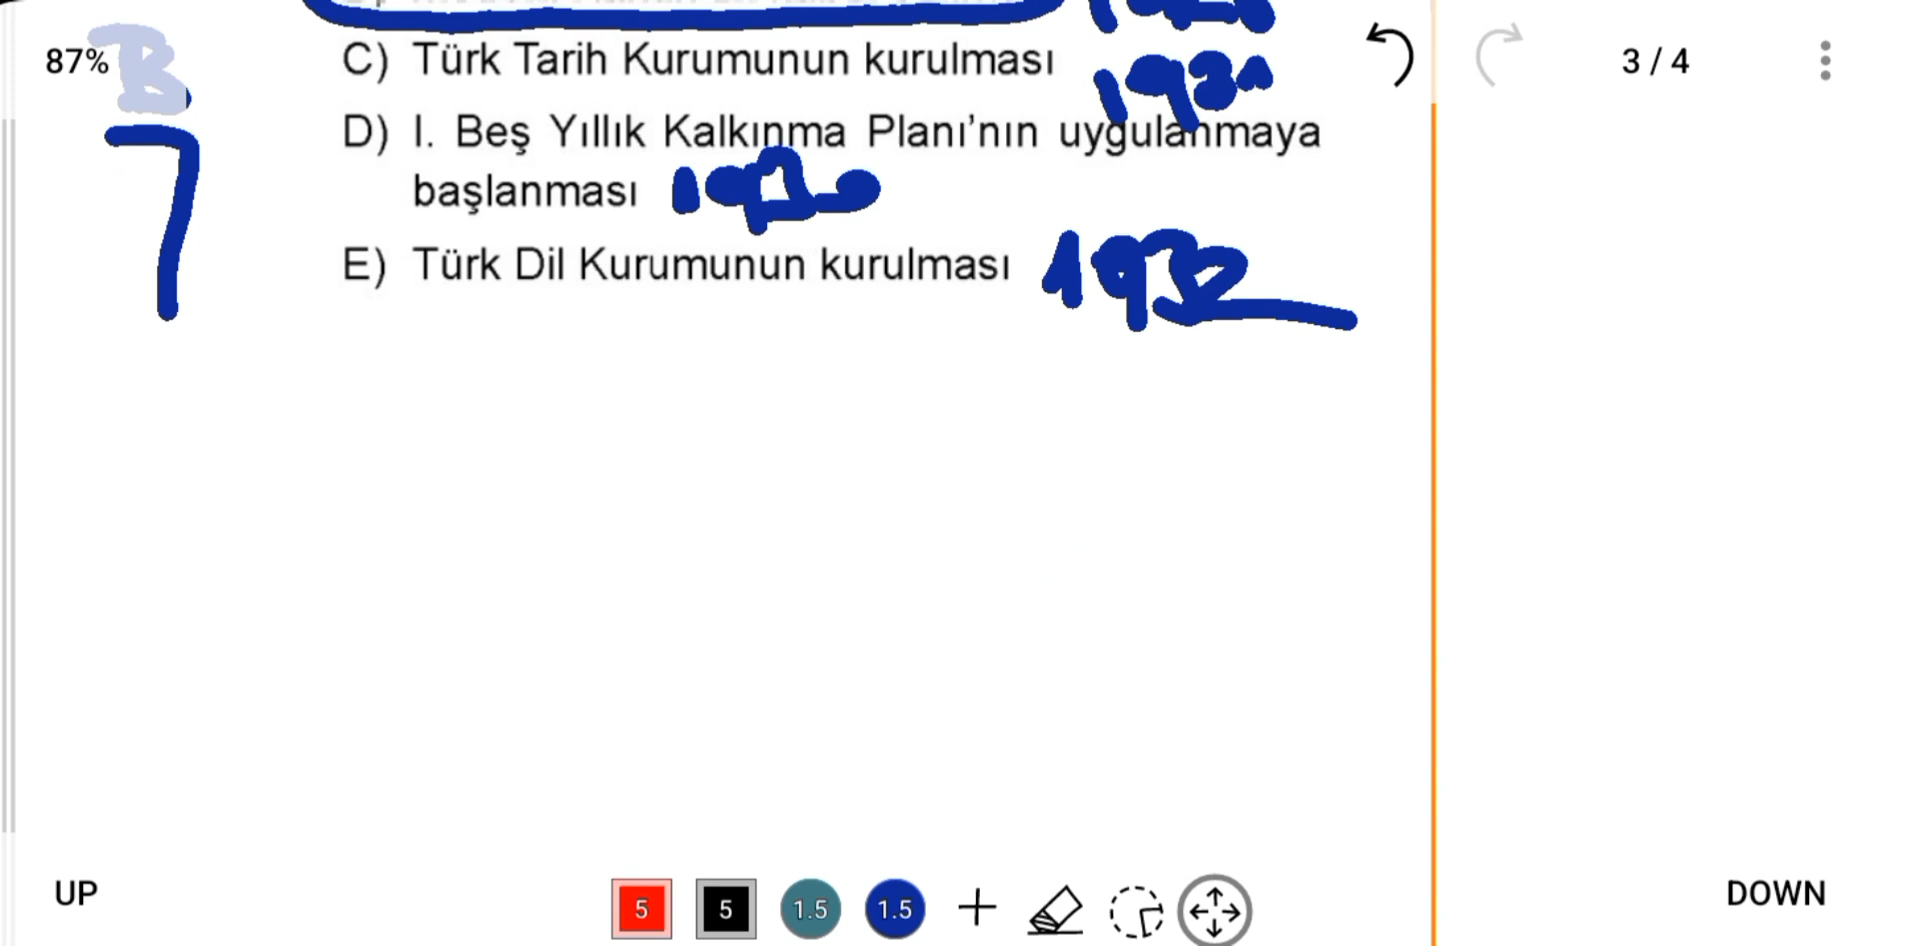 87%
B
C) Türk Tarih Kurumunun kurulması
3 / 4
D) I. Beş Yıllık Kalkınma Planı'nın uygulanmaya
başlanması
E) Türk Dil Kurumunun kurulması 1932
7
UP
5 5 1.5 1.5
DOWN